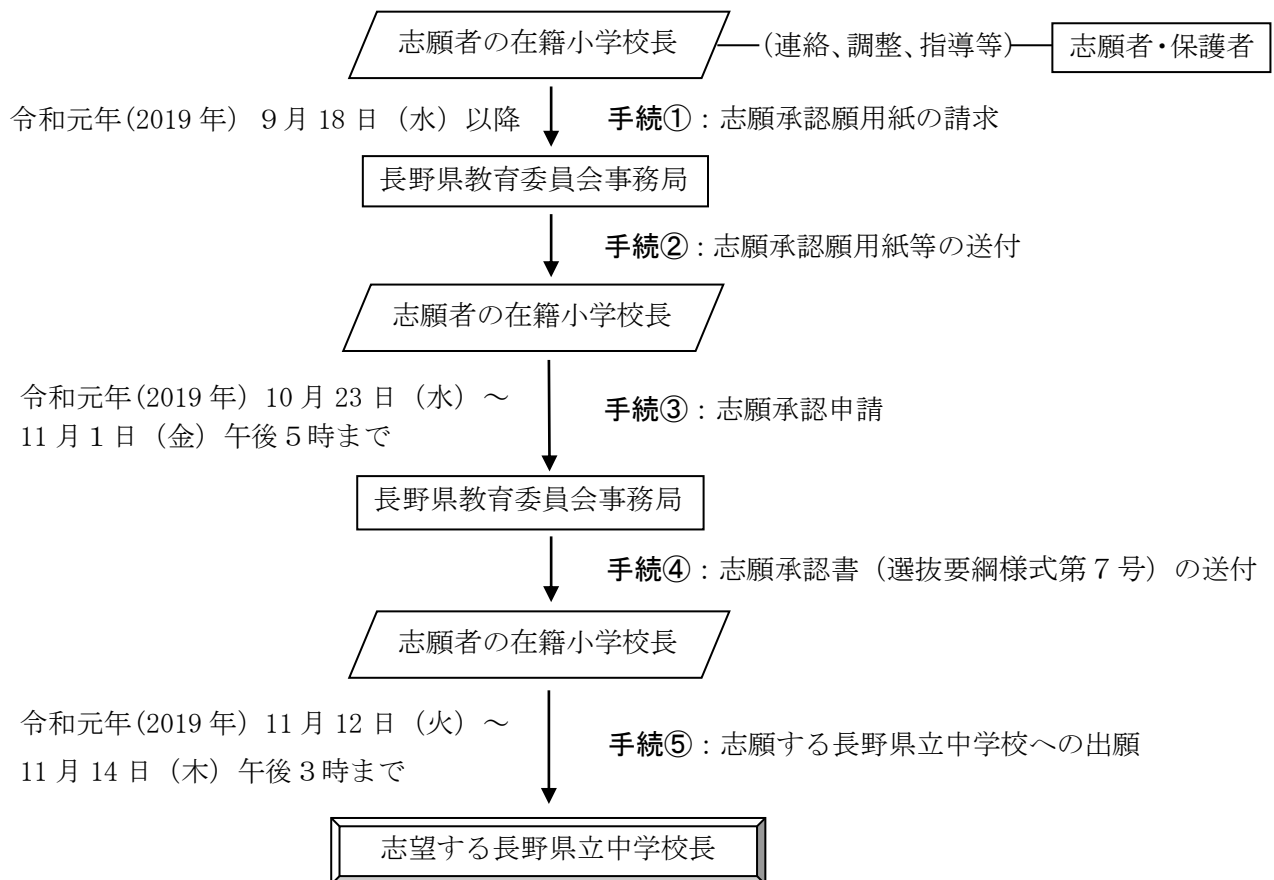 志願者の在籍小学校長
(連絡、調整、指導等)
志願者・保護者
令和元年(2019 年) ９月 18 日（水）以降
手続①：志願承認願用紙の請求
長野県教育委員会事務局
手続②：志願承認願用紙等の送付
志願者の在籍小学校長
令和元年(2019 年) 10 月 23 日（水）～
11 月１日（金）午後５時まで
手続③：志願承認申請
長野県教育委員会事務局
手続④：志願承認書（選抜要綱様式第７号）の送付
志願者の在籍小学校長
令和元年(2019 年) 11 月 12 日（火）～
11 月 14 日（木）午後３時まで
手続⑤：志願する長野県立中学校への出願
志望する長野県立中学校長